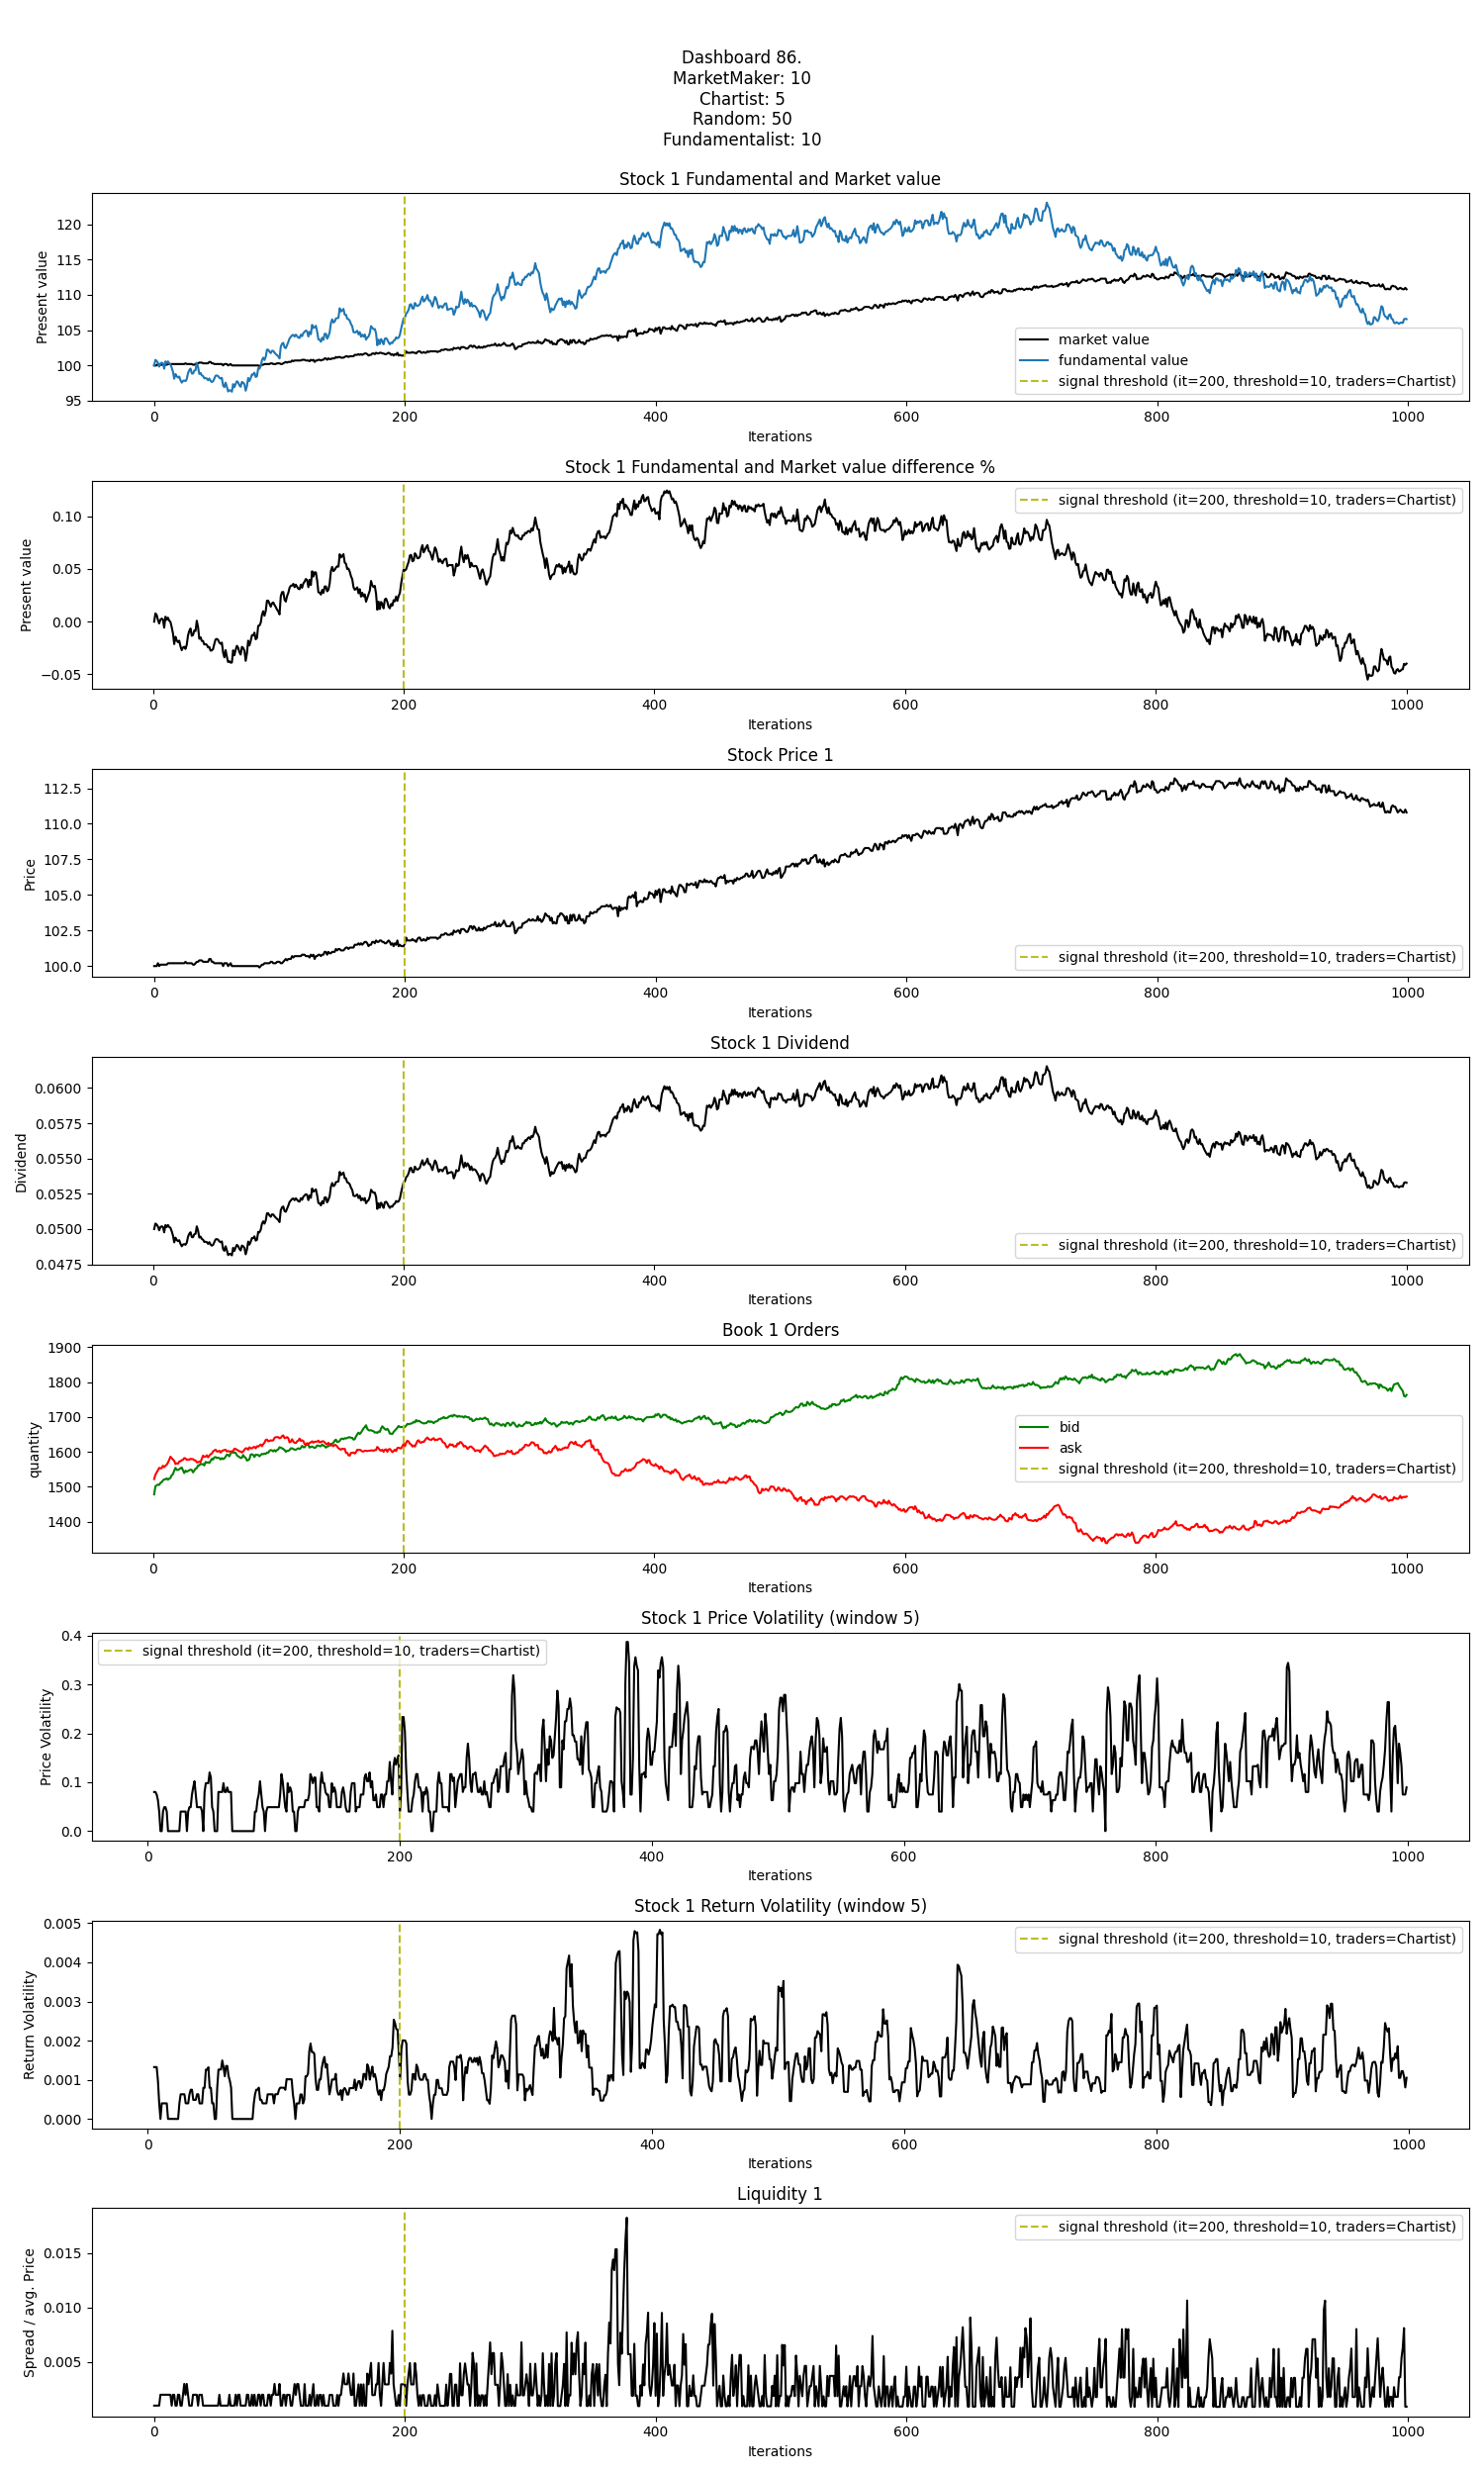 Dashboard 86.
MarketMaker: 10
Chartist: 5
Random: 50
Fundamentalist: 10
Stock 1 Fundamental and Market value
Present value
120
115
110
105
100
95
market value
fundamental value
signal threshold (it=200, threshold=10, traders=Chartist)
0 200 400 600 800 1000
Iterations
Stock 1 Fundamental and Market value difference %
Present value
signal threshold (it=200, threshold=10, traders=Chartist)
0.10
0.05
0.00
−0.05
0 200 400 600 800 1000
Iterations
Stock Price 1
Price
112.5
110.0
107.5
105.0
102.5
100.0
signal threshold (it=200, threshold=10, traders=Chartist)
0 200 400 600 800 1000
Iterations
Stock 1 Dividend
Dividend
0.0600
0.0575
0.0550
0.0525
0.0500
0.0475
signal threshold (it=200, threshold=10, traders=Chartist)
0 200 400 600 800 1000
Iterations
Book 1 Orders
quantity
1900
1800
1700
1600
1500
1400
bid
ask
signal threshold (it=200, threshold=10, traders=Chartist)
0 200 400 600 800 1000
Iterations
Stock 1 Price Volatility (window 5)
Price Volatility
signal threshold (it=200, threshold=10, traders=Chartist)
0.4
0.3
0.2
0.1
0.0
0 200 400 600 800 1000
Iterations
Stock 1 Return Volatility (window 5)
Return Volatility
signal threshold (it=200, threshold=10, traders=Chartist)
0.005
0.004
0.003
0.002
0.001
0.000
0 200 400 600 800 1000
Iterations
Liquidity 1
Spread / avg. Price
signal threshold (it=200, threshold=10, traders=Chartist)
0.015
0.010
0.005
0 200 400 600 800 1000
Iterations